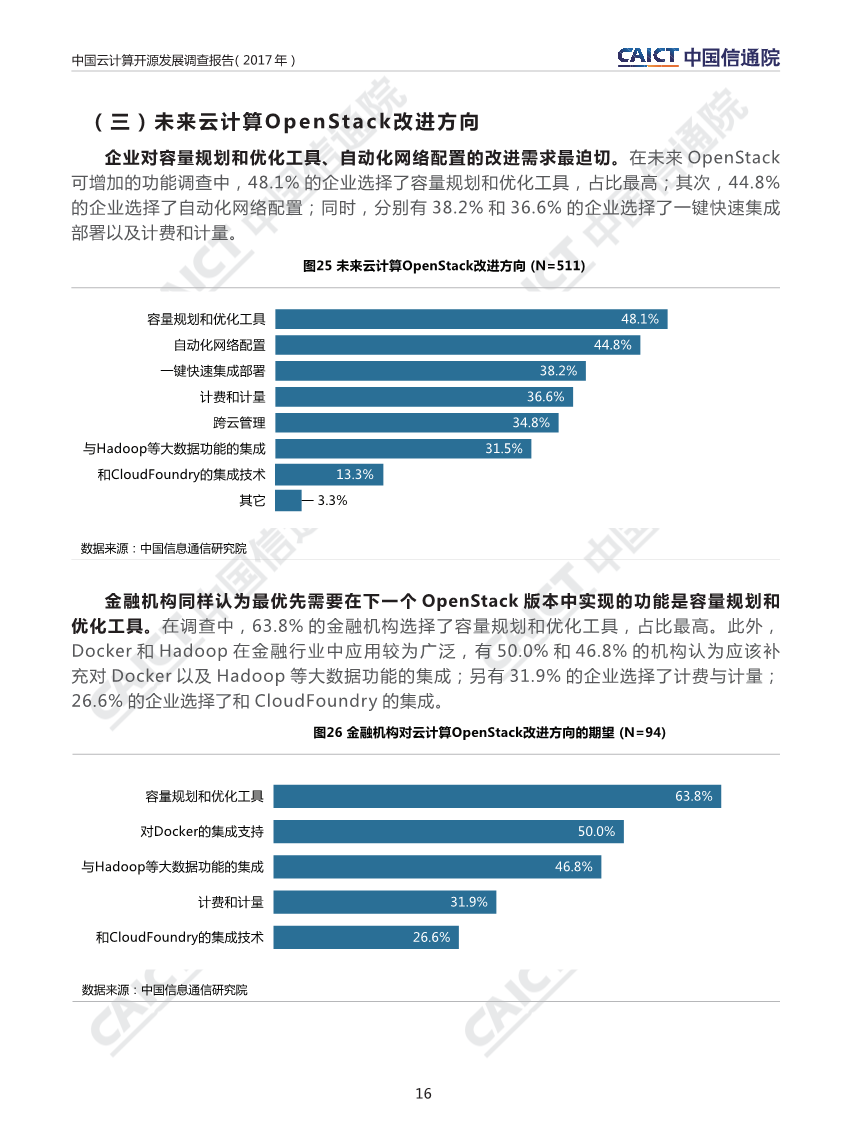 中国云计算开源发展调查报告( 2017 年 )
CAICT 中国信通院
（三）未来云计算OpenStack改进方向
企业对容量规划和优化工具、自动化网络配置的改进需求最迫切。在未来 OpenStack
可增加的功能调查中，48.1% 的企业选择了容量规划和优化工具，占比最高；其次，44.8%
的企业选择了自动化网络配置；同时，分别有 38.2% 和 36.6% 的企业选择了一键快速集成
部署以及计费和计量。
图25 未来云计算OpenStack改进方向 (N=511)
容量规划和优化工具 48.1%
自动化网络配置 44.8%
一键快速集成部署 38.2%
计费和计量 36.6%
跨云管理 34.8%
与Hadoop等大数据功能的集成 31.5%
和CloudFoundry的集成技术 13.3%
其它 3.3%
数据来源：中国信息通信研究院
金融机构同样认为最优先需要在下一个 OpenStack 版本中实现的功能是容量规划和
优化工具。在调查中，63.8% 的金融机构选择了容量规划和优化工具，占比最高。此外，
Docker 和 Hadoop 在金融行业中应用较为广泛，有 50.0% 和 46.8% 的机构认为应该补
充对 Docker 以及 Hadoop 等大数据功能的集成；另有 31.9% 的企业选择了计费与计量；
26.6% 的企业选择了和 CloudFoundry 的集成。
图26 金融机构对云计算OpenStack改进方向的期望 (N=94)
容量规划和优化工具 63.8%
对Docker的集成支持 50.0%
与Hadoop等大数据功能的集成 46.8%
计费和计量 31.9%
和CloudFoundry的集成技术 26.6%
数据来源：中国信息通信研究院
16